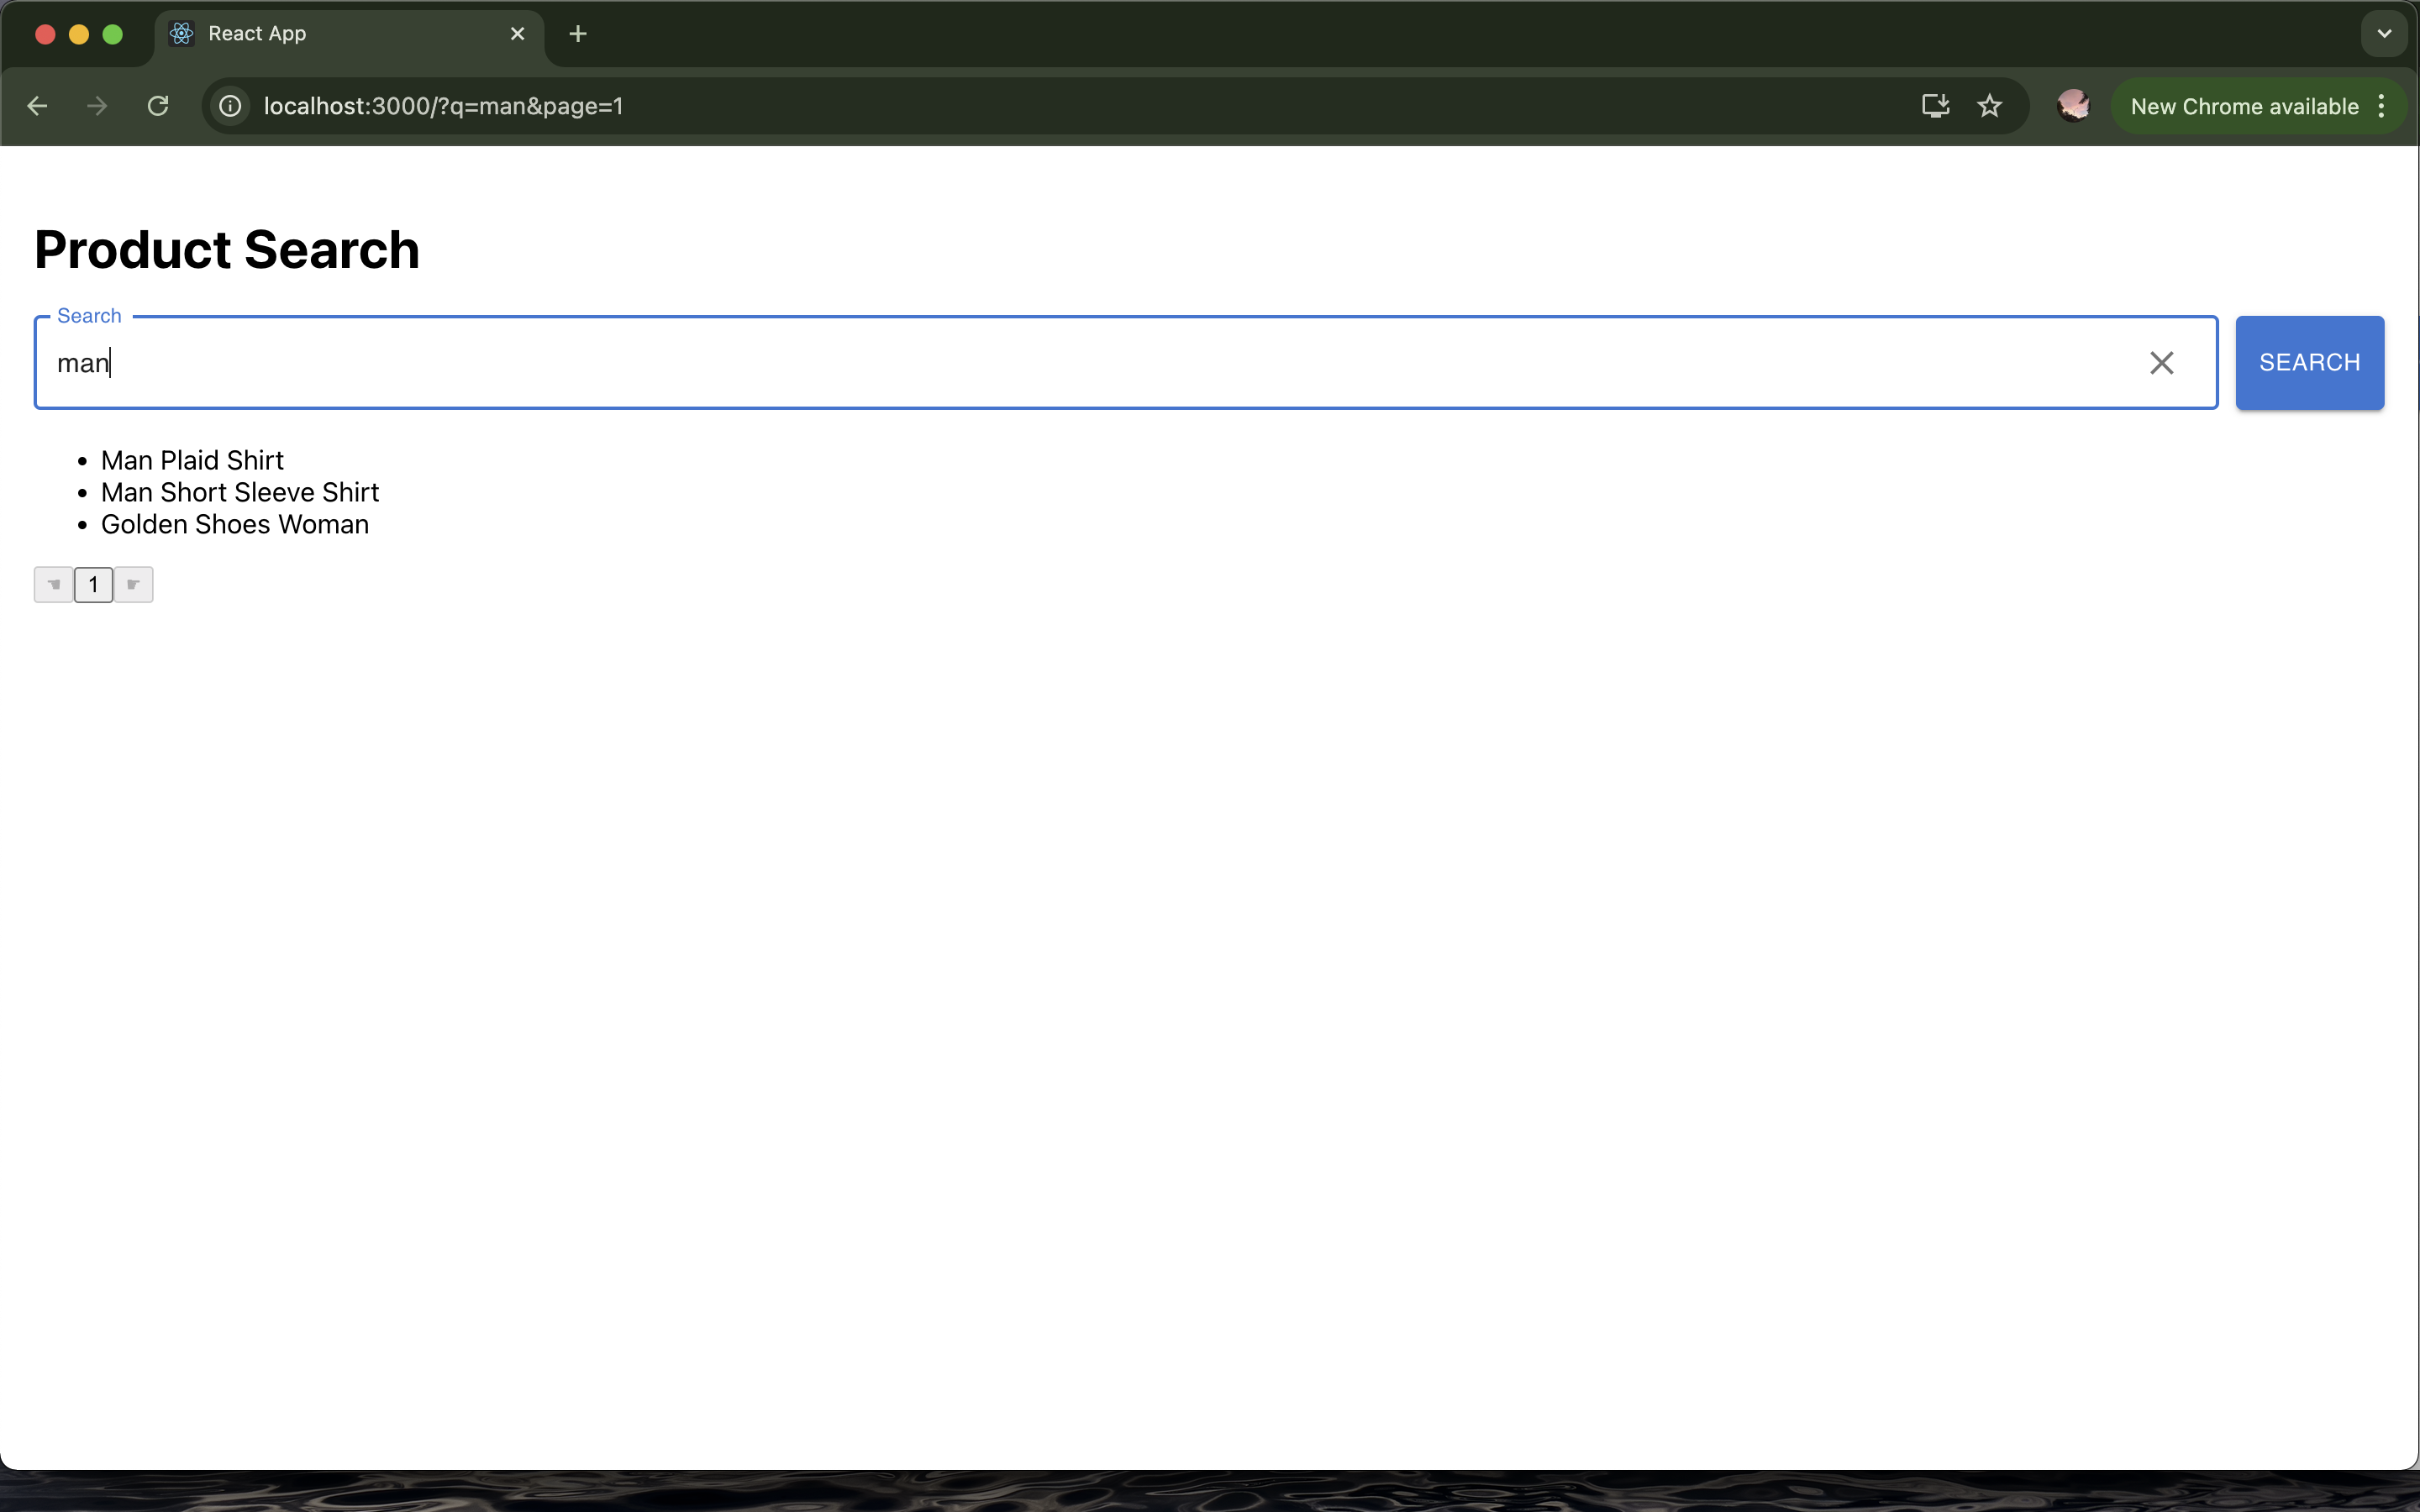 React App
localhost:3000/?q=man&page=1
New Chrome available
Product Search
Search
man
SEARCH
Man Plaid Shirt
Man Short Sleeve Shirt
Golden Shoes Woman
1